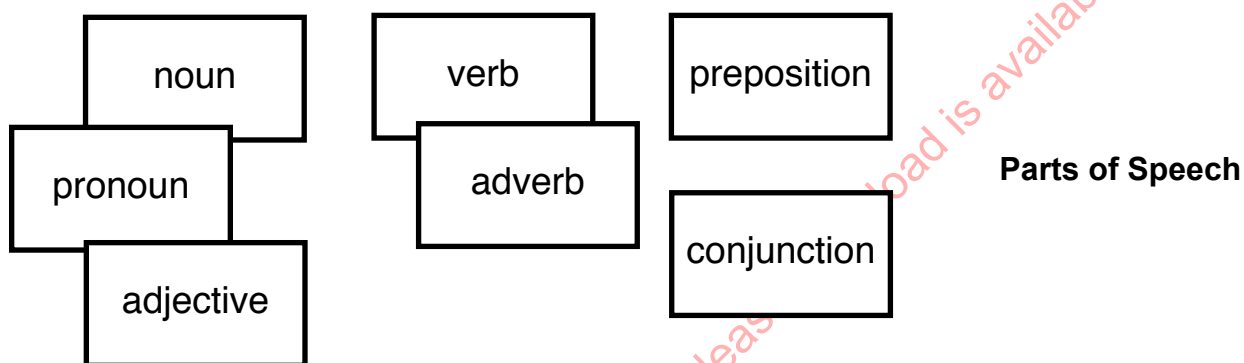 noun
pronoun
adjective
verb
adverb
preposition
conjunction
Parts of Speech